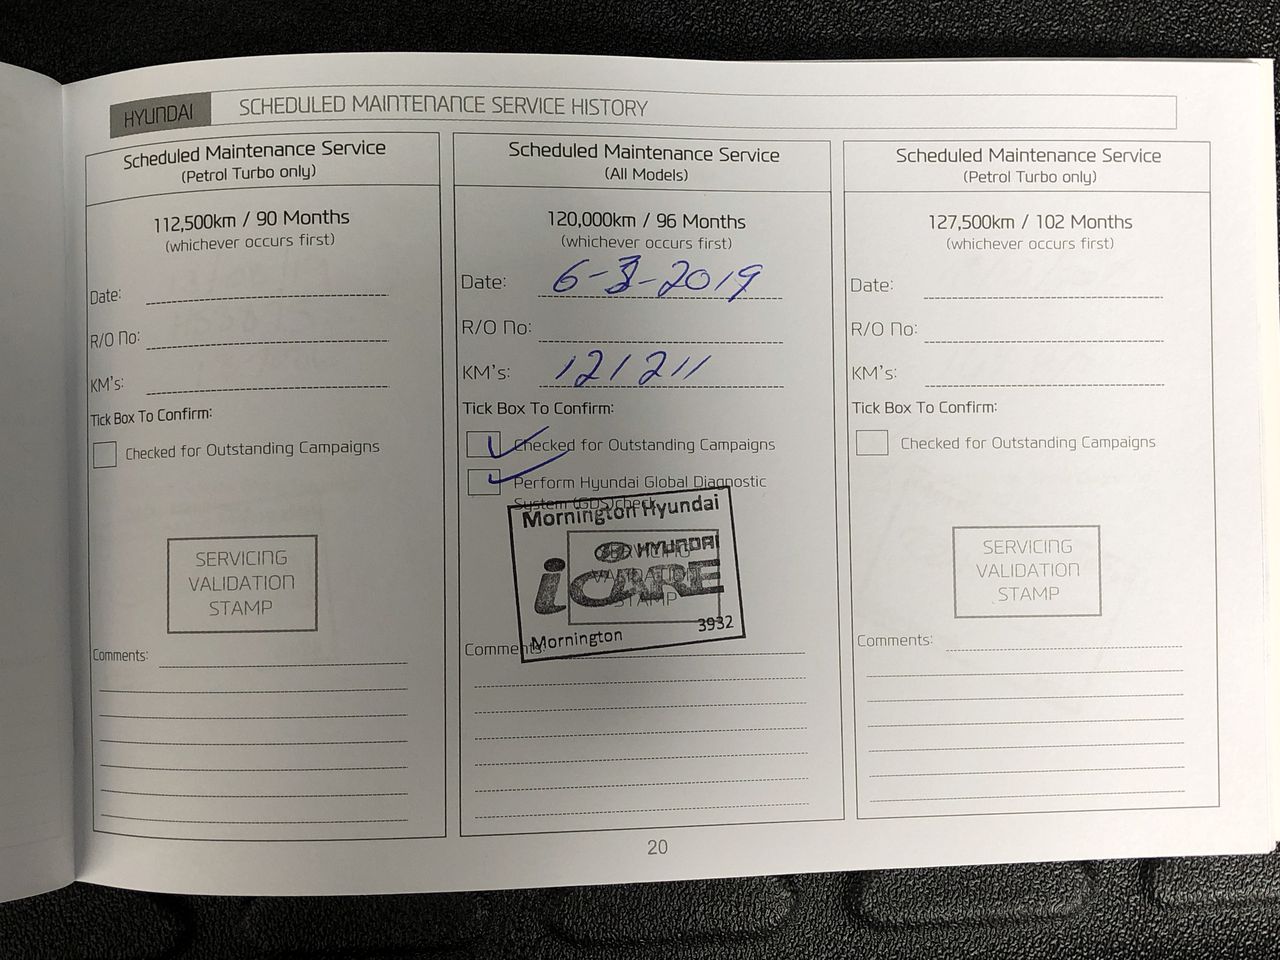 HYUNDAI
SCHEDULED MAINTENANCE SERVICE HISTORY
Scheduled Maintenance Service
(Petrol Turbo only)
112,500km / 90 Months
(whichever occurs first)
Date:
R/O No:
KM's:
Tick Box To Confirm:
Checked for Outstanding Campaigns
SERVICING
VALIDATION
STAMP
Comments:
Scheduled Maintenance Service
(All Models)
120,000km / 96 Months
(whichever occurs first)
Date: 6-3-2019
R/O No:
KM's: 121211
Tick Box To Confirm:
Checked for Outstanding Campaigns
Perform Hyundai Global Diagnostic
System (GDS)check
Mornington Hyundai
HYUNDAI
iCARE
VALIDATION
STAMP
Mornington 3932
Comments:
Scheduled Maintenance Service
(Petrol Turbo only)
127,500km / 102 Months
(whichever occurs first)
Date:
R/O No:
KM's:
Tick Box To Confirm:
Checked for Outstanding Campaigns
SERVICING
VALIDATION
STAMP
Comments:
20